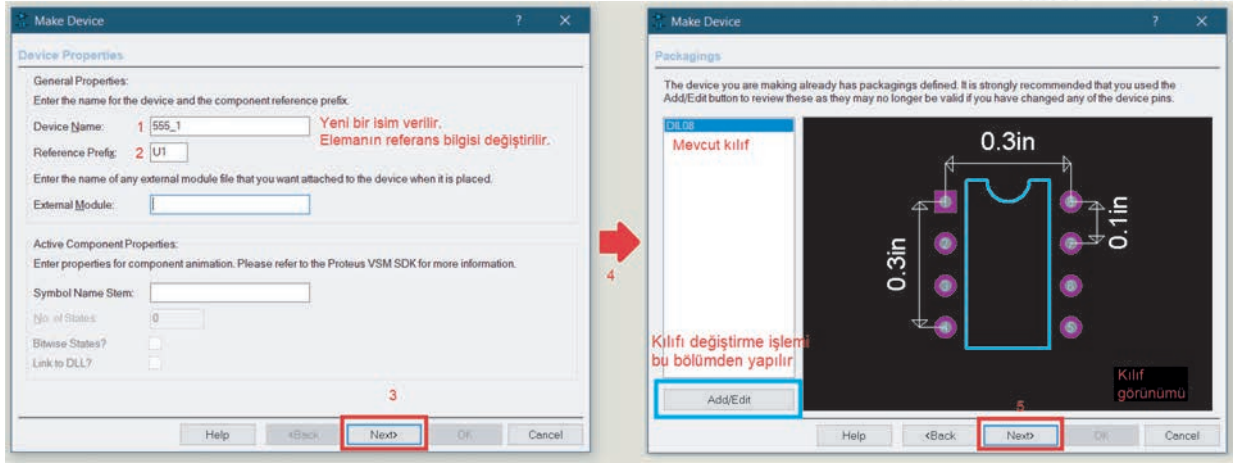 Make Device
? ×
Device Properties
General Properties:
Enter the name for the device and the component reference prefix.
Device Name: 1 555_1
Yeni bir isim verilir.
Elemanın referans bilgisi değiştirilir.
Reference Prefix: 2 U1
Enter the name of any external module file that you want attached to the device when it is placed.
External Module:
Active Component Properties:
Enter properties for component animation. Please refer to the Proteus VSM SDK for more information.
Symbol Name Stem:
No. of States: 0
Bitwise States?
Link to DLL?
3
Help <Back Next> OK Cancel
4
Make Device
? ×
Packagings
The device you are making already has packagings defined. It is strongly recommended that you used the
Add/Edit button to review these as they may no longer be valid if you have changed any of the device pins.
DIL08
Mevcut kılıf
0.3in
0.1in
0.3in
Kılıfı değiştirme işlemi
bu bölümden yapılır
Add/Edit
Kılıf
görünümü
5
Help <Back Next> OK Cancel